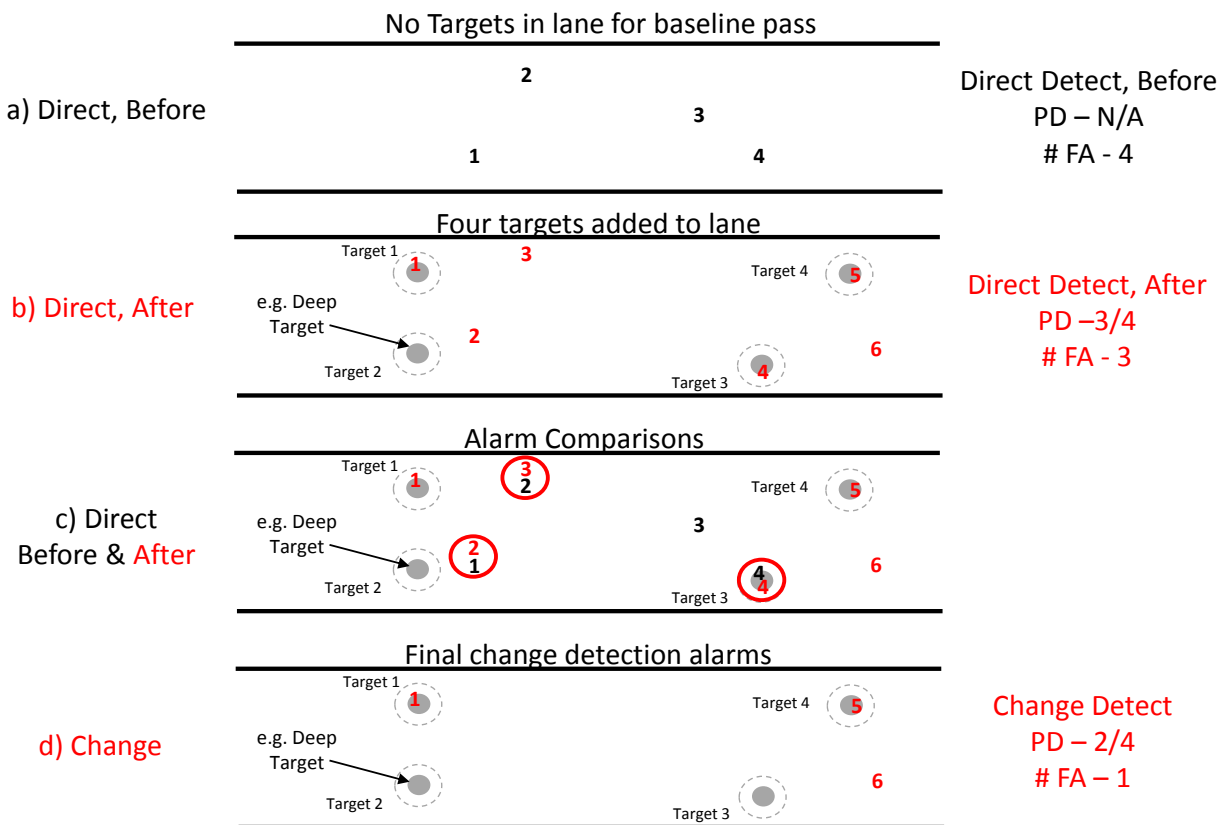 No Targets in lane for baseline pass
a) Direct, Before
2
3
1
4
Direct Detect, Before
PD – N/A
# FA - 4
Four targets added to lane
b) Direct, After
Target 1
1
3
Target 4
5
e.g. Deep
Target
2
Target 2
6
4
Target 3
Direct Detect, After
PD –3/4
# FA - 3
Alarm Comparisons
c) Direct
Before & After
Target 1
1
3
2
Target 4
5
e.g. Deep
Target
3
2
1
Target 2
6
4
4
Target 3
Final change detection alarms
d) Change
Target 1
1
Target 4
5
e.g. Deep
Target
Target 2
6
Target 3
Change Detect
PD – 2/4
# FA – 1